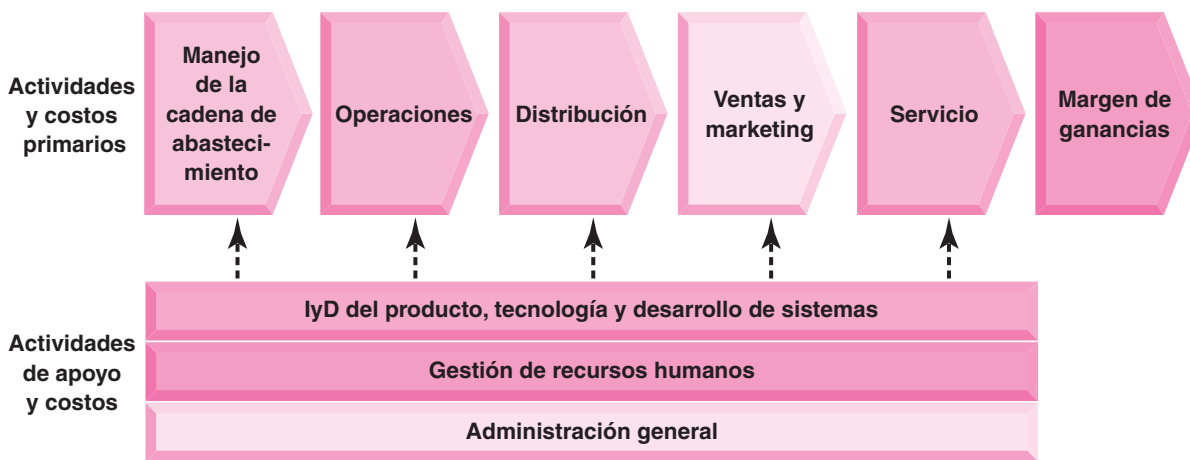 Actividades
y costos
primarios
Manejo
de la
cadena de
abasteci-
miento
Operaciones
Distribución
Ventas y
marketing
Servicio
Margen de
ganancias
Actividades
de apoyo
y costos
IyD del producto, tecnología y desarrollo de sistemas
Gestión de recursos humanos
Administración general